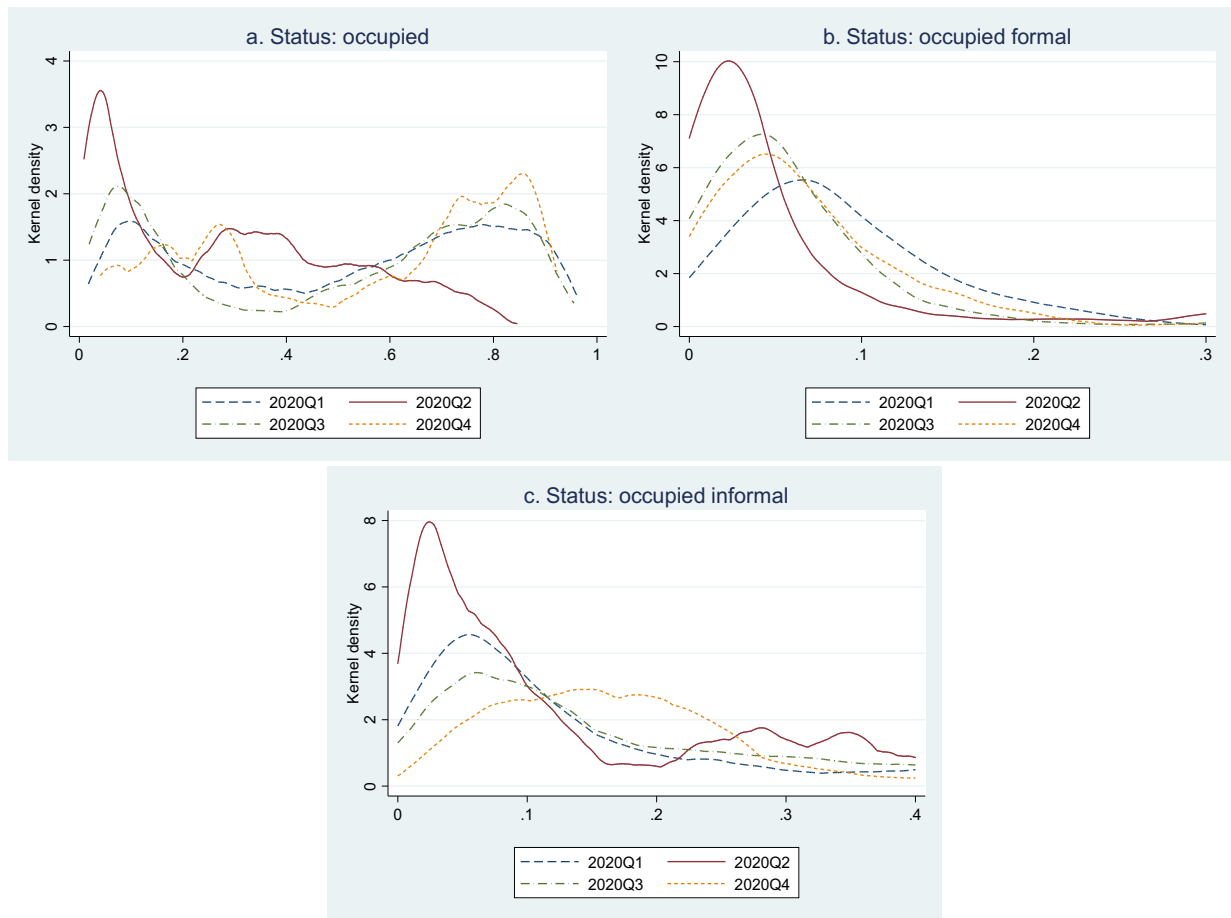 a. Status: occupied
Kernel density
4
3
2
1
0
0 .2 .4 .6 .8 1
2020Q1 2020Q2
2020Q3 2020Q4
b. Status: occupied formal
Kernel density
10
8
6
4
2
0
0 .1 .2 .3
2020Q1 2020Q2
2020Q3 2020Q4
c. Status: occupied informal
Kernel density
8
6
4
2
0
0 .1 .2 .3 .4
2020Q1 2020Q2
2020Q3 2020Q4